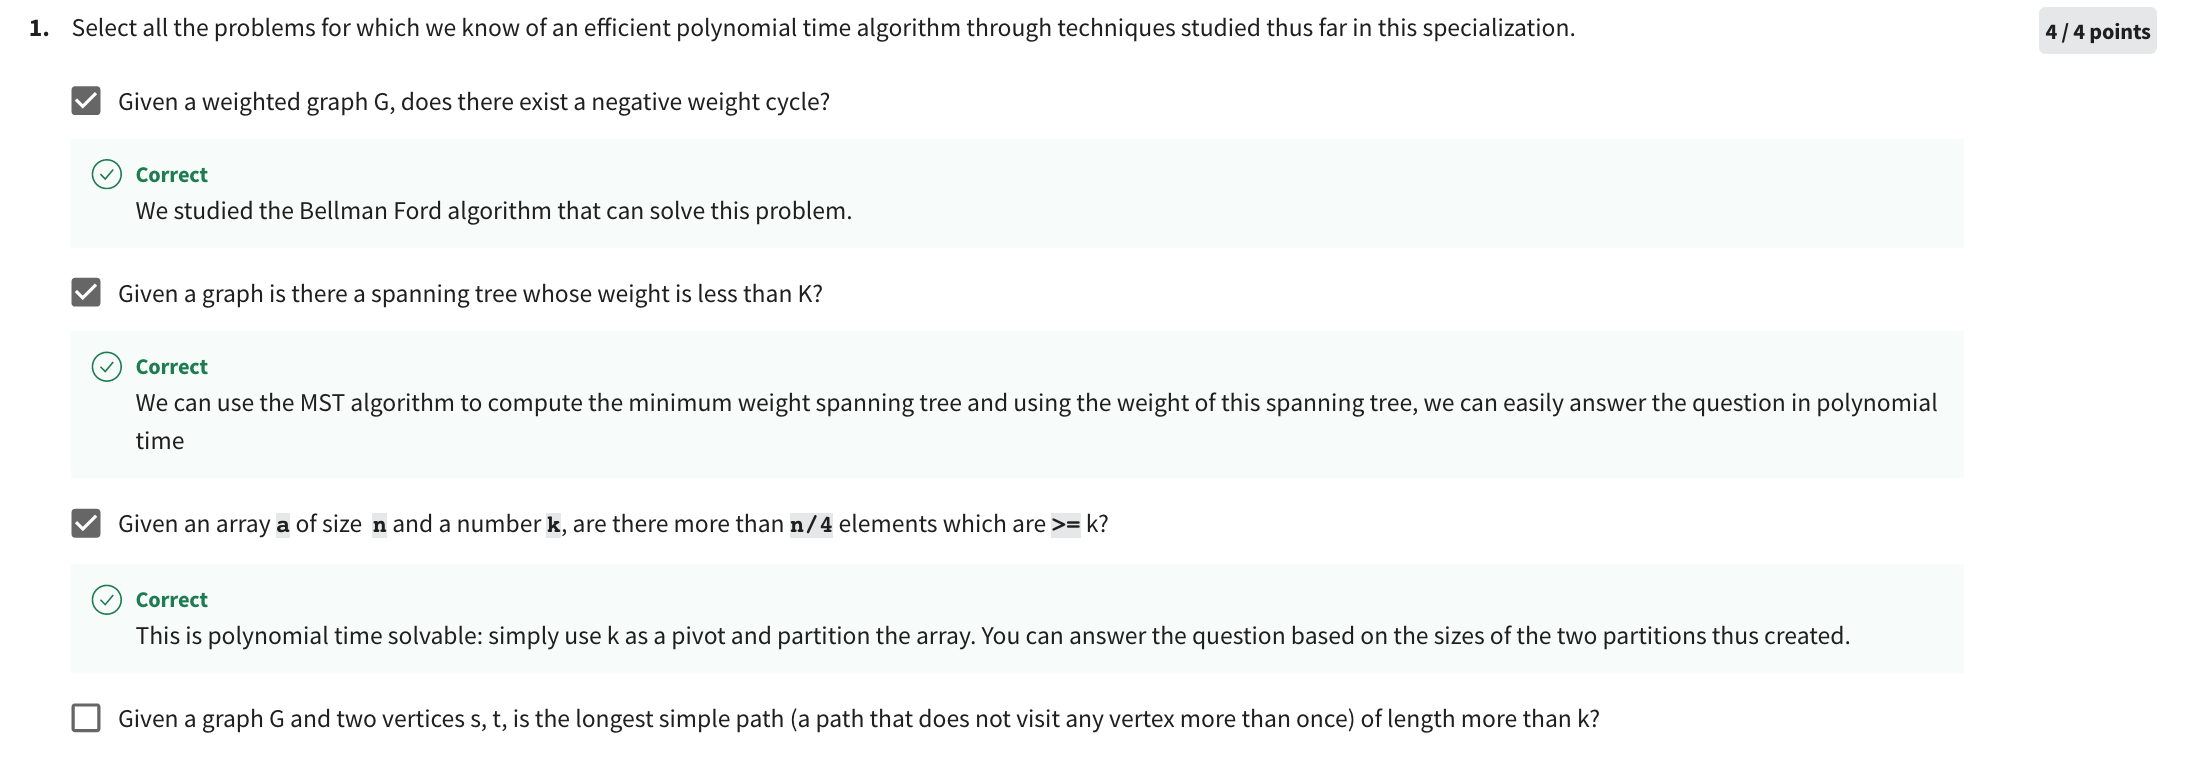 1. Select all the problems for which we know of an efficient polynomial time algorithm through techniques studied thus far in this specialization.
4 / 4 points
Given a weighted graph G, does there exist a negative weight cycle?
Correct
We studied the Bellman Ford algorithm that can solve this problem.
Given a graph is there a spanning tree whose weight is less than K?
Correct
We can use the MST algorithm to compute the minimum weight spanning tree and using the weight of this spanning tree, we can easily answer the question in polynomial
time
Given an array a of size n and a number k, are there more than n/4 elements which are >= k?
Correct
This is polynomial time solvable: simply use k as a pivot and partition the array. You can answer the question based on the sizes of the two partitions thus created.
Given a graph G and two vertices s, t, is the longest simple path (a path that does not visit any vertex more than once) of length more than k?